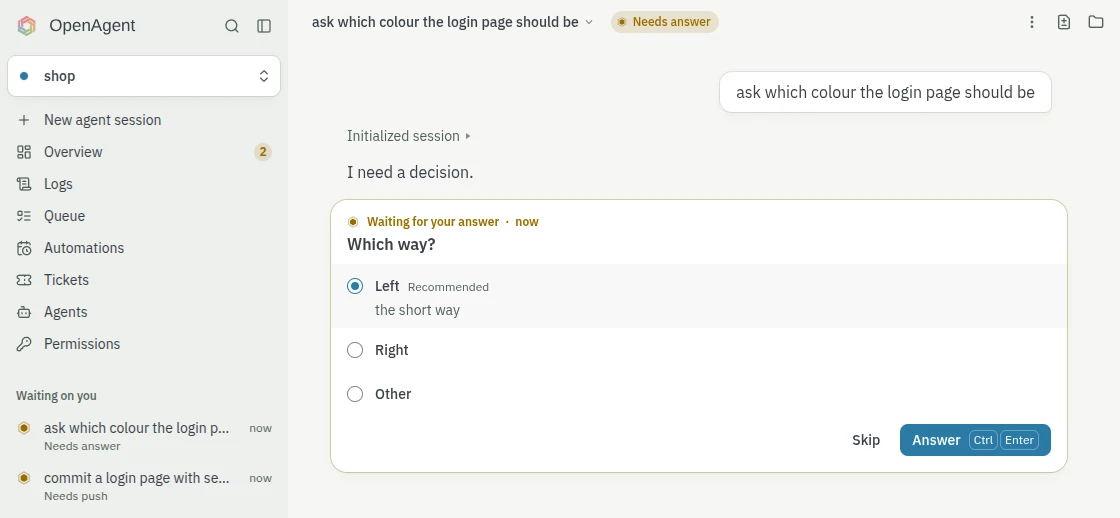 OpenAgent
shop
New agent session
Overview 2
Logs
Queue
Automations
Tickets
Agents
Permissions
Waiting on you
ask which colour the login p... now
Needs answer
commit a login page with se... now
Needs push
ask which colour the login page should be Needs answer
ask which colour the login page should be
Initialized session
I need a decision.
Waiting for your answer · now
Which way?
Left Recommended
the short way
Right
Other
Skip Answer Ctrl Enter